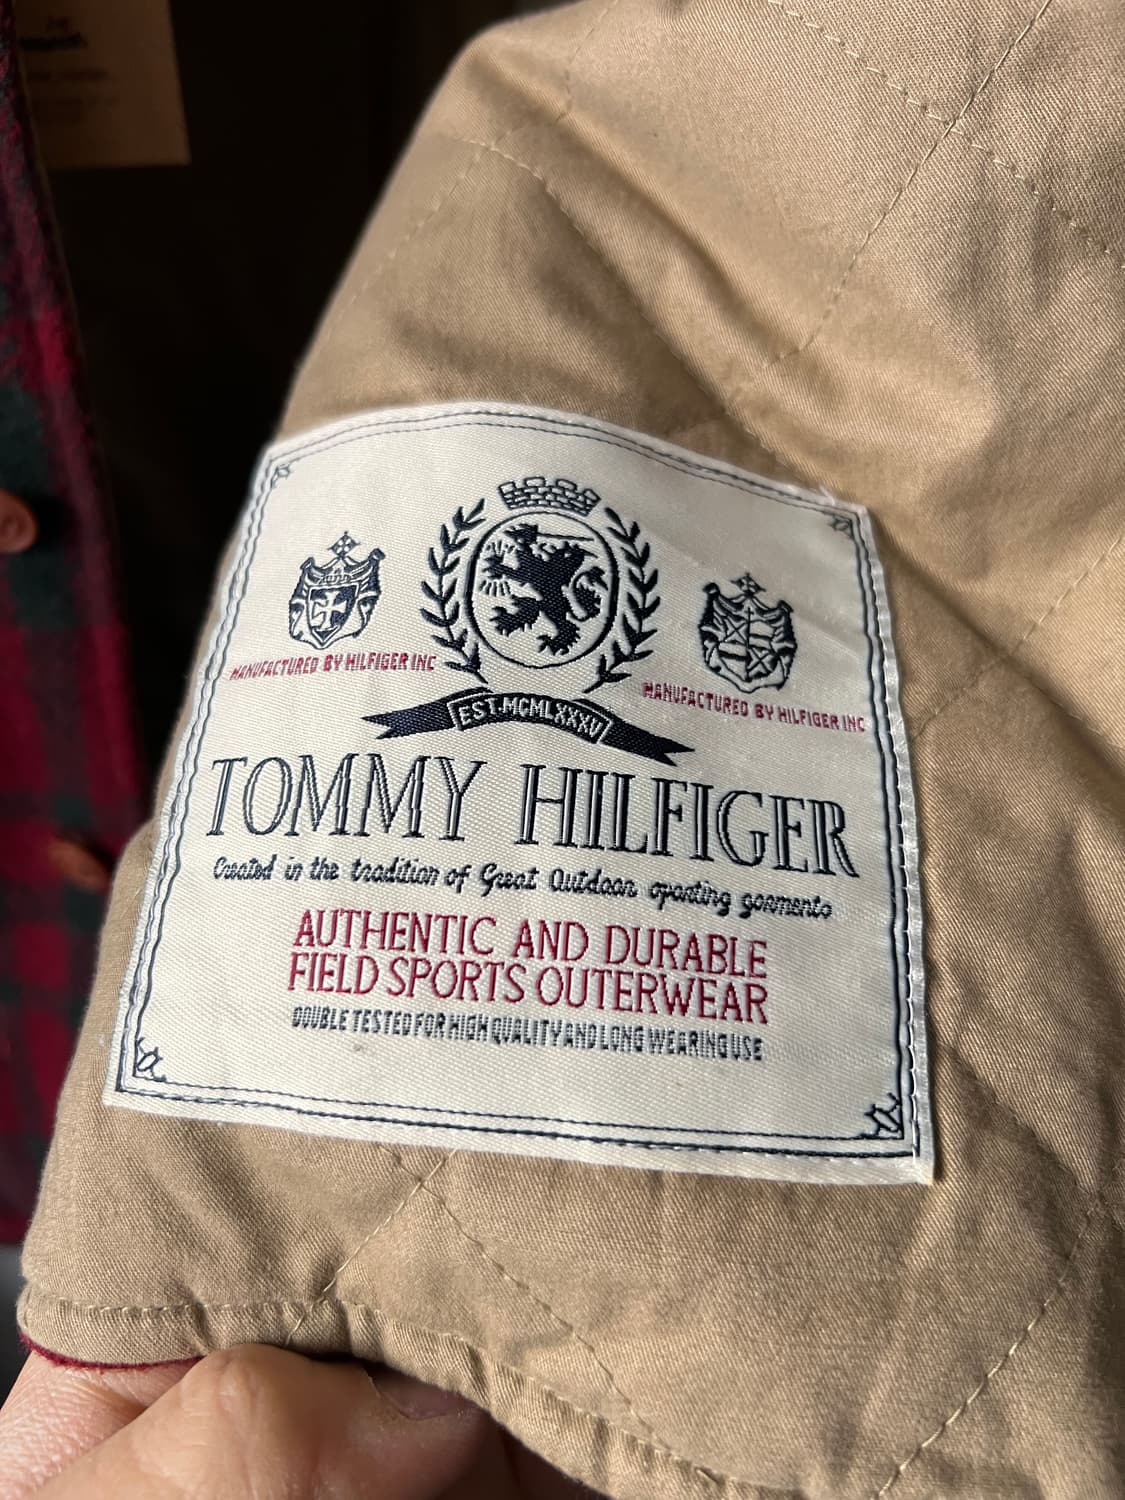 MANUFACTURED BY HILFIGER INC
MANUFACTURED BY HILFIGER INC
EST. MCMLXXXV
TOMMY HILFIGER
Created in the tradition of Great Outdoor sporting garments
AUTHENTIC AND DURABLE
FIELD SPORTS OUTERWEAR
DOUBLE TESTED FOR HIGH QUALITY AND LONG WEARING USE